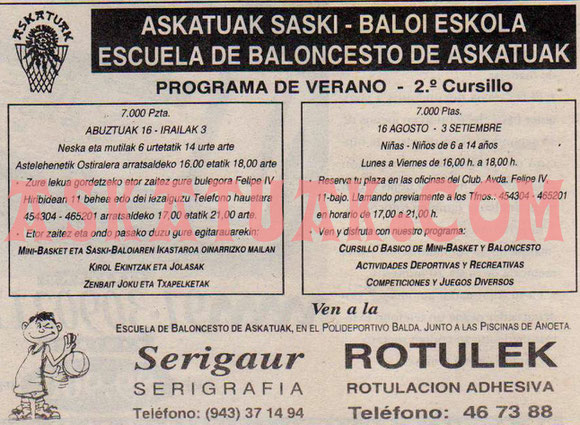 ASKATUAK
ASKATUAK SASKI - BALOI ESKOLA
ESCUELA DE BALONCESTO DE ASKATUAK
PROGRAMA DE VERANO - 2.º Cursillo
7.000 Pzta.
ABUZTUAK 16 - IRAILAK 3
Neska eta mutilak 6 urtetatik 14 urte arte
Astelehenetik Ostiralera arratsaldeko 16.00 etatik 18,00 arte
Zure lekua gordetzeko etor zaitez gure bulegora Felipe IV.
Hiribidearen 11 behea edo dei iezaiguzu Telefono hauetara
454304 - 465201 arratsaldeko 17,00 etatik 21.00 arte.
Etor zaitez eta ondo pasako duzu gure egitarauerekin:
MINI-BASKET ETA SASKI-BALOIAREN IKASTAROA OINARRIZKO MAILAN
KIROL EKINTZAK ETA JOLASAK
ZENBAIT JOKU ETA TXAPELKETAK
7.000 Ptas.
16 AGOSTO - 3 SETIEMBRE
Niñas - Niños de 6 a 14 años
Lunes a Viernes de 16,00 h. a 18,00 h.
Reserva tu plaza en las oficinas del Club. Avda. Felipe IV,
11-bajo. Llamando previamente a los Tfnos.: 454304 - 465201
en horario de 17,00 a 21,00 h.
Ven y disfruta con nuestro programa:
CURSILLO BASICO DE MINI-BASKET Y BALONCESTO
ACTIVIDADES DEPORTIVAS Y RECREATIVAS
COMPETICIONES Y JUEGOS DIVERSOS
ASKATUAK.COM
Ven a la
ESCUELA DE BALONCESTO DE ASKATUAK, EN EL POLIDEPORTIVO BALDA, JUNTO A LAS PISCINAS DE ANOETA.
Serigaur
SERIGRAFIA
Teléfono: (943) 37 14 94
ROTULEK
ROTULACION ADHESIVA
Teléfono: 46 73 88